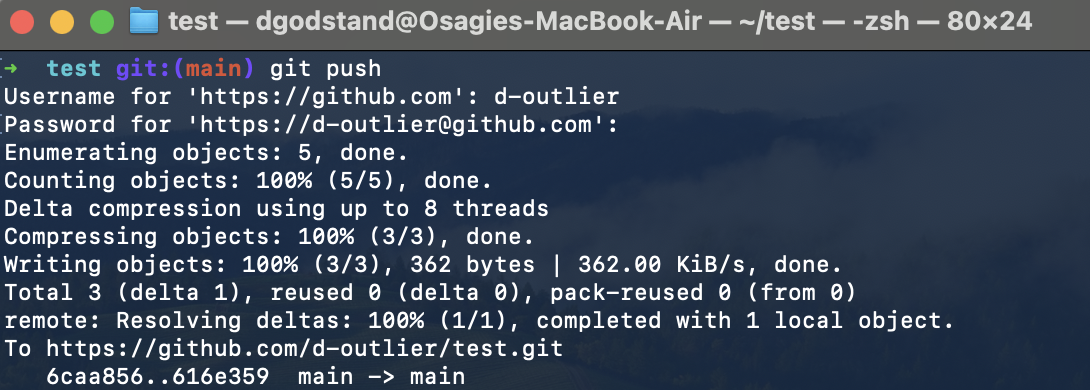 test — dgodstand@Osagies-MacBook-Air — ~/test — -zsh — 80×24
➜  test git:(main) git push
Username for 'https://github.com': d-outlier
Password for 'https://d-outlier@github.com':
Enumerating objects: 5, done.
Counting objects: 100% (5/5), done.
Delta compression using up to 8 threads
Compressing objects: 100% (3/3), done.
Writing objects: 100% (3/3), 362 bytes | 362.00 KiB/s, done.
Total 3 (delta 1), reused 0 (delta 0), pack-reused 0 (from 0)
remote: Resolving deltas: 100% (1/1), completed with 1 local object.
To https://github.com/d-outlier/test.git
   6caa856..616e359  main -> main